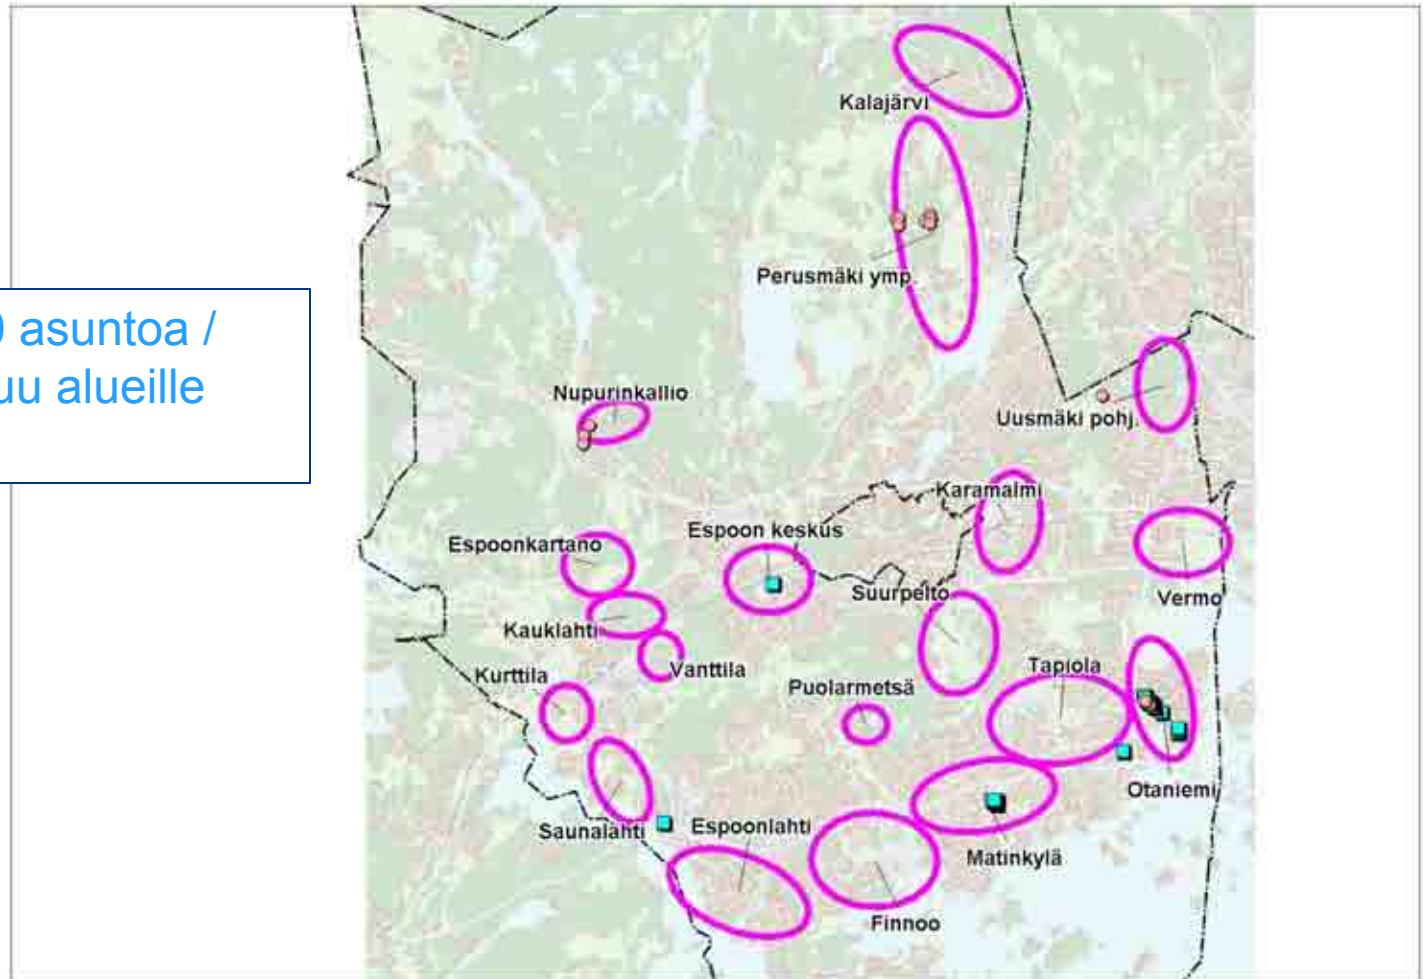 Kalajärvi
Perusmäki ymp.
asuntoa /
alueille
Nupurinkallio
Uusmäki pohj.
Karamalmi
Espoon keskus
Espoonkartano
Suurpelto
Vermo
Kauklahti
Vanttila
Tapiola
Kurttila
Puolarmetsä
Otaniemi
Saunalahti
Espoonlahti
Matinkylä
Finnoo